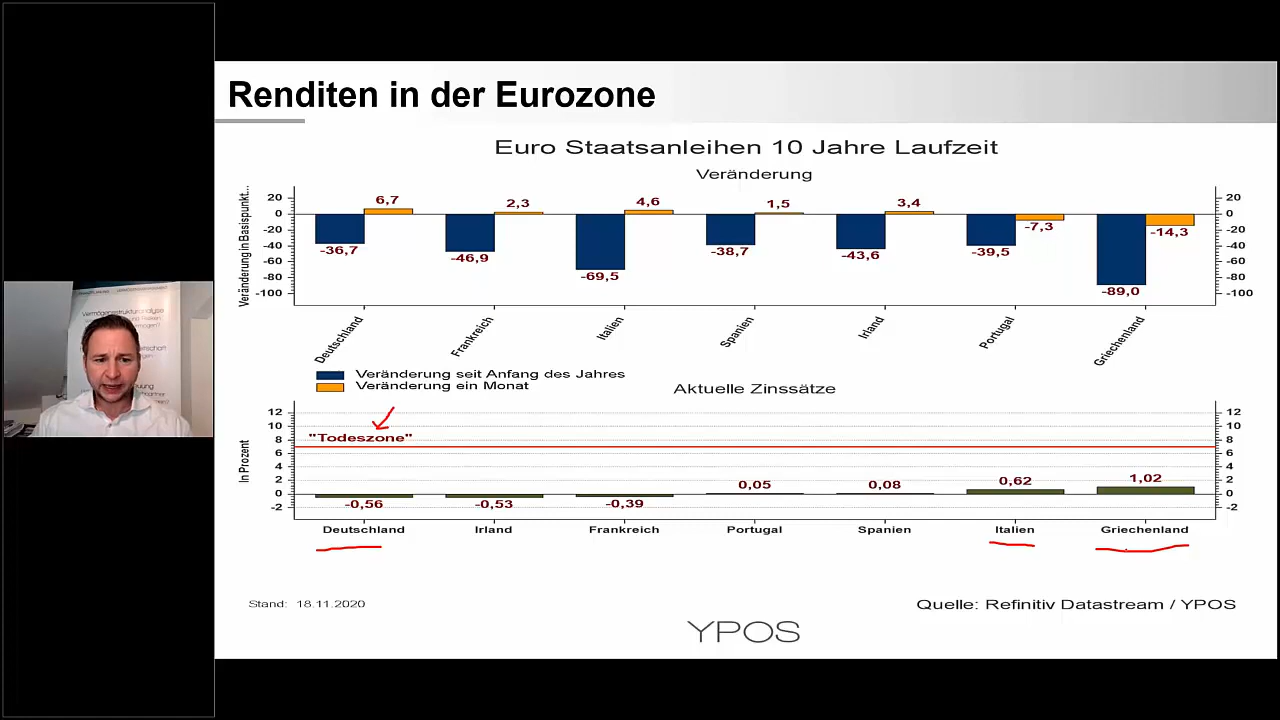 Renditen in der Eurozone
Euro Staatsanleihen 10 Jahre Laufzeit
Veränderung
Veränderung in Basispunkt...
20 0 -20 -40 -60 -80 -100
6,7 2,3 4,6 1,5 3,4 -7,3 -14,3
-36,7 -46,9 -69,5 -38,7 -43,6 -39,5 -89,0
20 0 -20 -40 -60 -80 -100
Deutschland Frankreich Italien Spanien Irland Portugal Griechenland
Veränderung seit Anfang des Jahres
Veränderung ein Monat
Aktuelle Zinssätze
In Prozent
12 10 8 6 4 2 0 -2
"Todeszone"
-0,56 -0,53 -0,39 0,05 0,08 0,62 1,02
12 10 8 6 4 2 0 -2
Deutschland Irland Frankreich Portugal Spanien Italien Griechenland
Stand: 18.11.2020
Quelle: Refinitiv Datastream / YPOS
YPOS
Vermögensstrukturanalyse